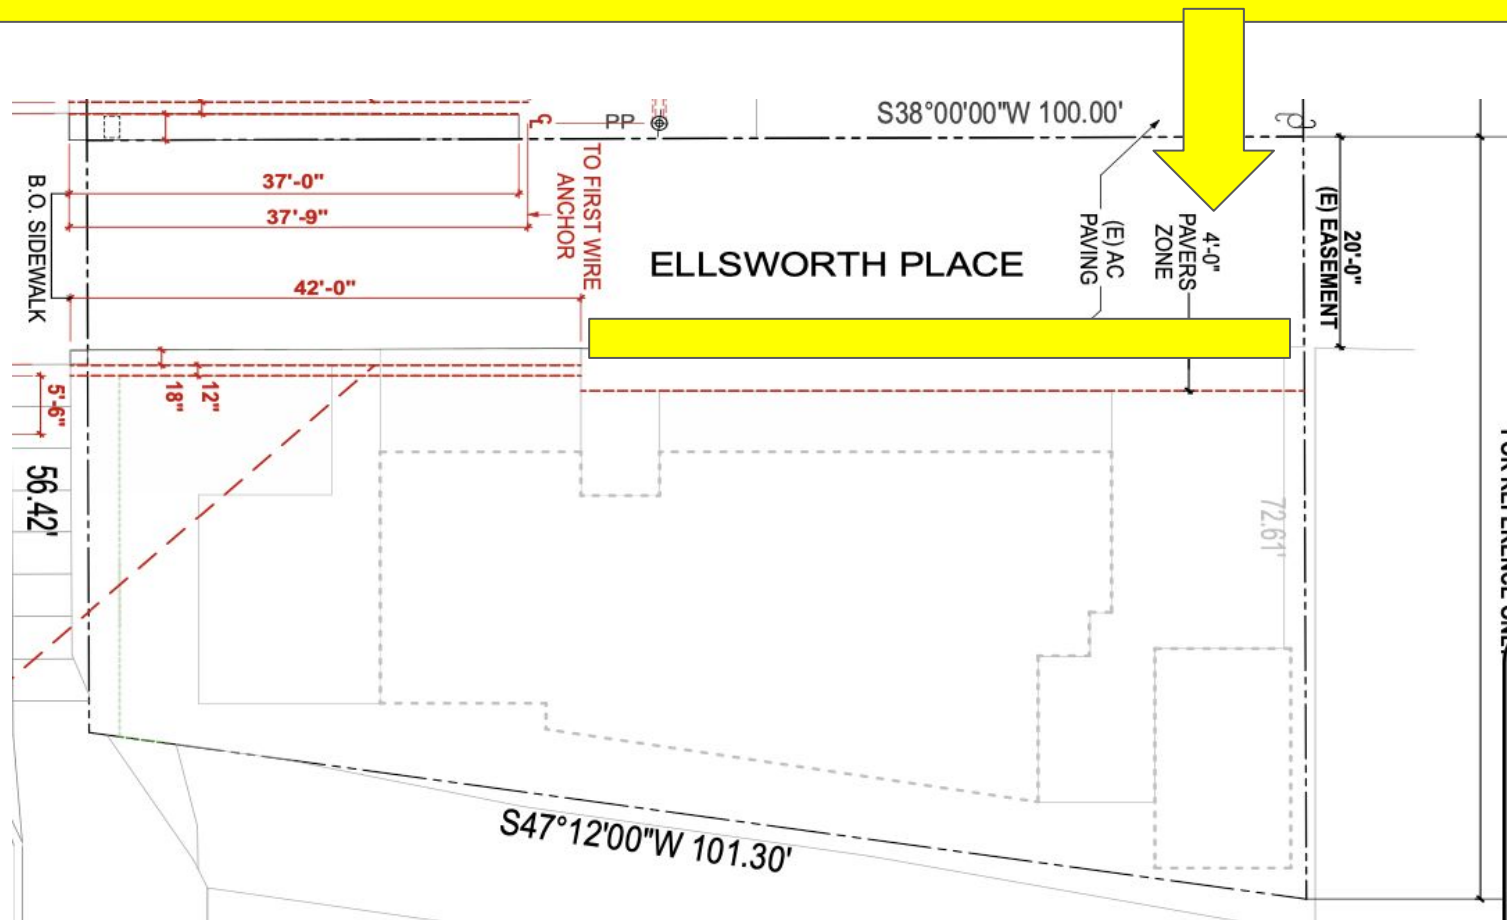 S38°00'00"W 100.00'
PP
C
L
37'-0"
37'-9"
TO FIRST WIRE
ANCHOR
B.O. SIDEWALK
42'-0"
ELLSWORTH PLACE
(E) AC
PAVING
4'-0"
PAVERS
ZONE
20'-0"
(E) EASEMENT
5'-6"
18"
12"
56.42'
72.61'
S47°12'00"W 101.30'